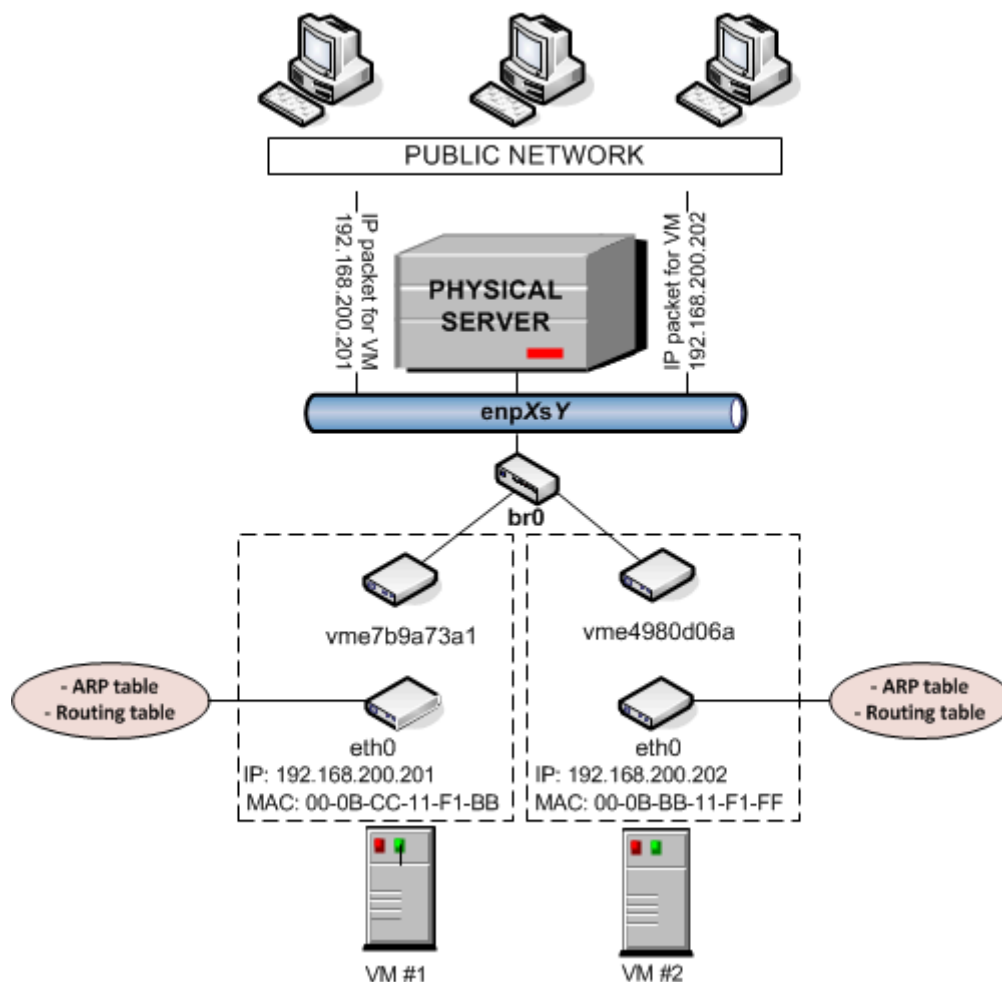 PUBLIC NETWORK
IP packet for VM
192.168.200.201
PHYSICAL
SERVER
IP packet for VM
192.168.200.202
enpXsY
br0
vme7b9a73a1
vme4980d06a
- ARP table
- Routing table
- ARP table
- Routing table
eth0
IP: 192.168.200.201
MAC: 00-0B-CC-11-F1-BB
eth0
IP: 192.168.200.202
MAC: 00-0B-BB-11-F1-FF
VM #1
VM #2